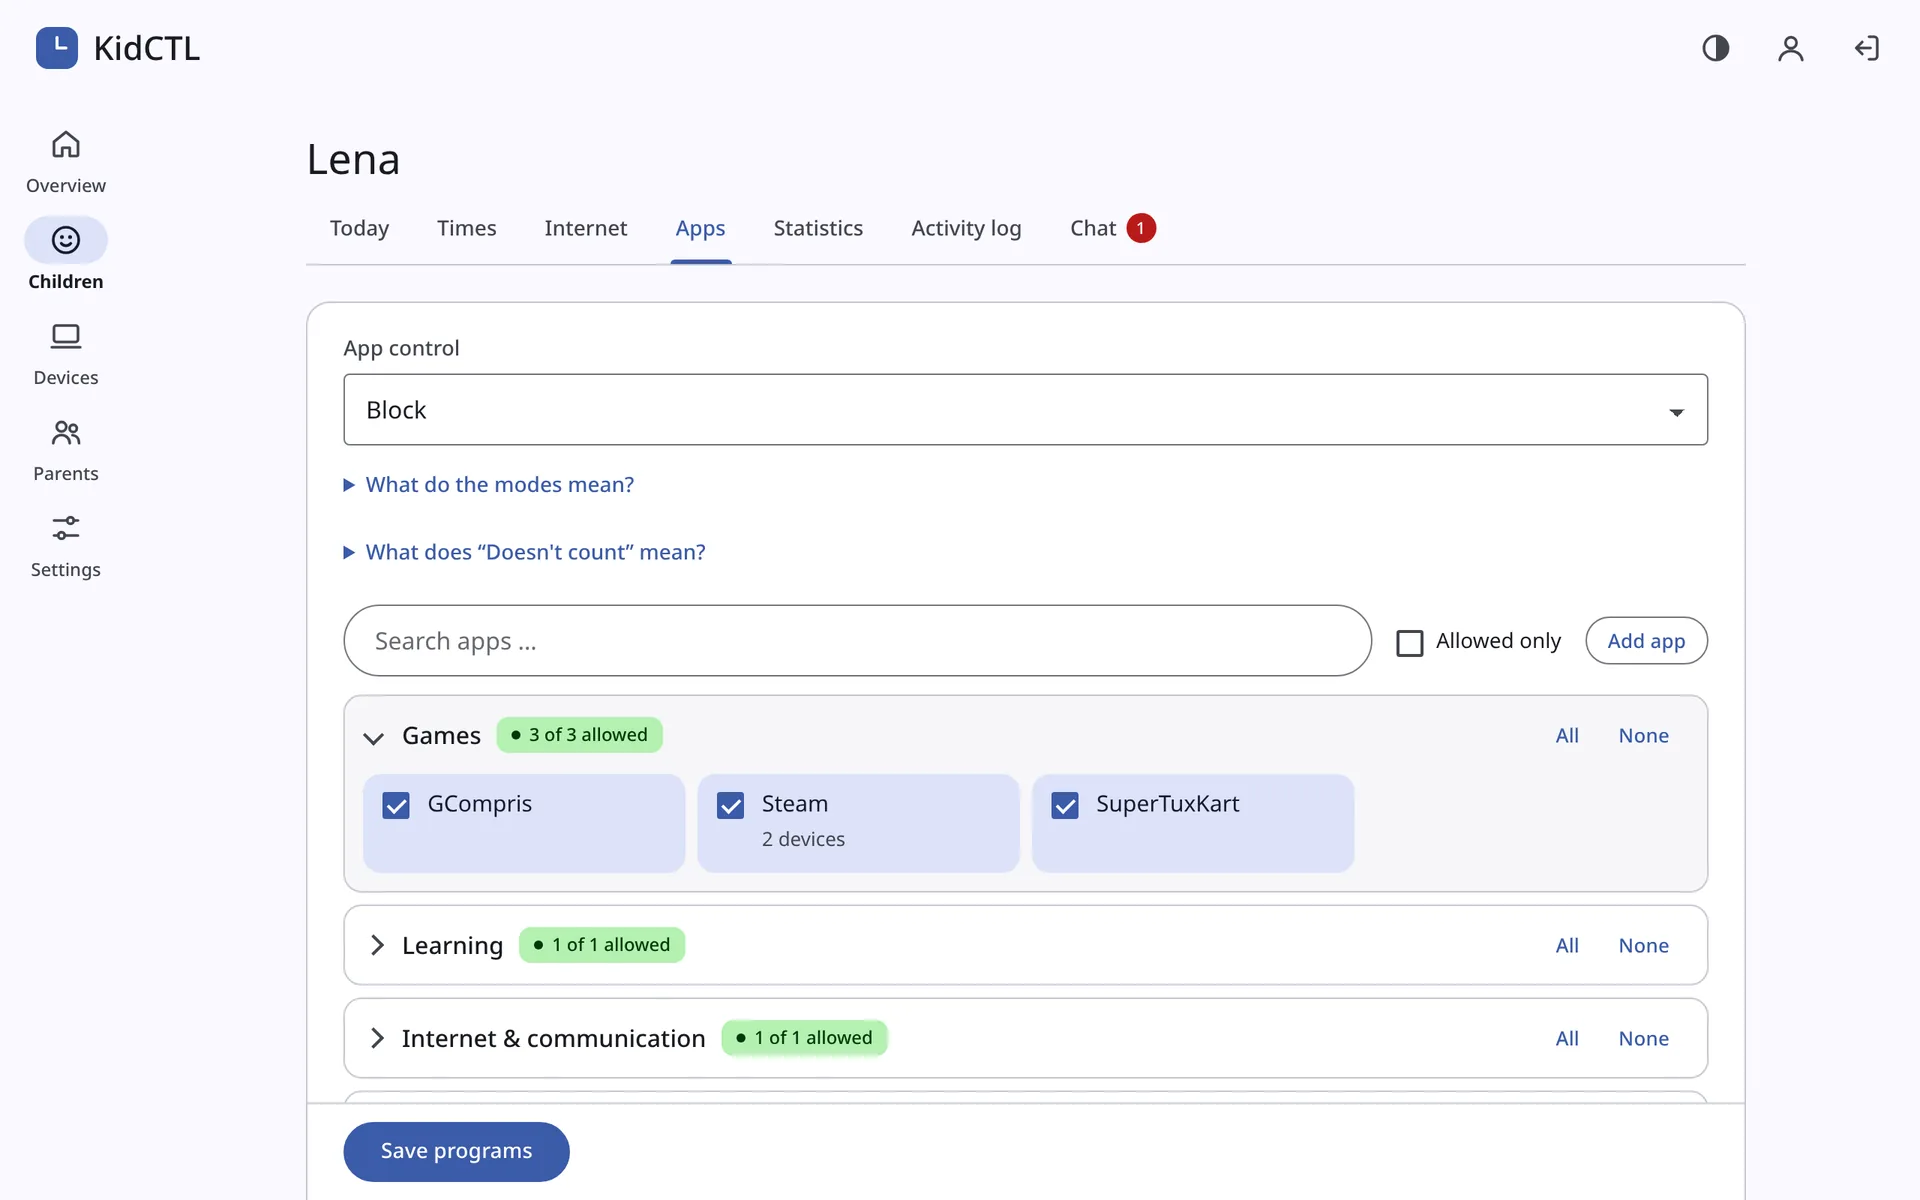 KidCTL
Overview
Children
Devices
Parents
Settings
Lena
Today
Times
Internet
Apps
Statistics
Activity log
Chat
1
App control
Block
What do the modes mean?
What does “Doesn't count” mean?
Search apps ...
Allowed only
Add app
Games
3 of 3 allowed
All
None
GCompris
Steam
2 devices
SuperTuxKart
Learning
1 of 1 allowed
All
None
Internet & communication
1 of 1 allowed
All
None
Save programs